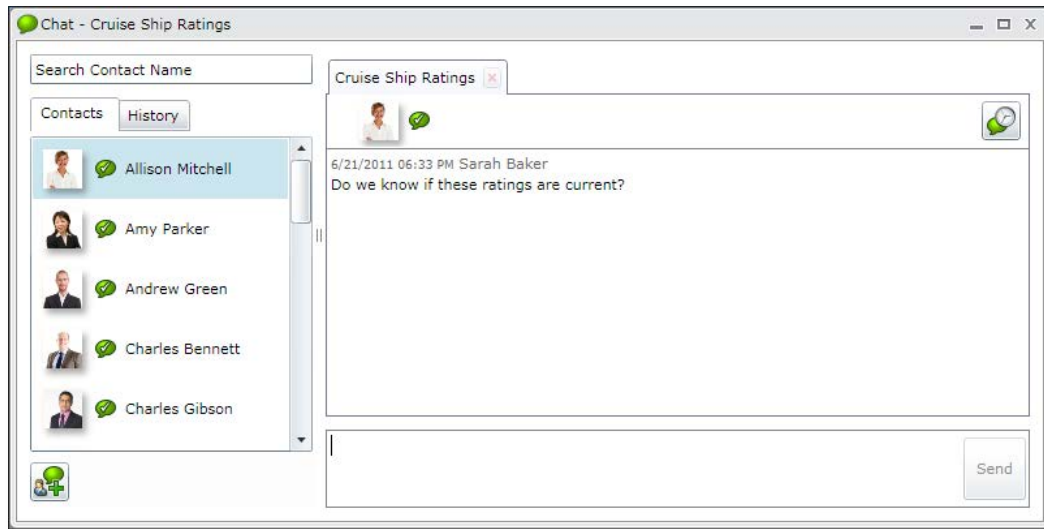 Chat - Cruise Ship Ratings
Search Contact Name
Contacts
History
Allison Mitchell
Amy Parker
Andrew Green
Charles Bennett
Charles Gibson
Cruise Ship Ratings
6/21/2011 06:33 PM Sarah Baker
Do we know if these ratings are current?
Send